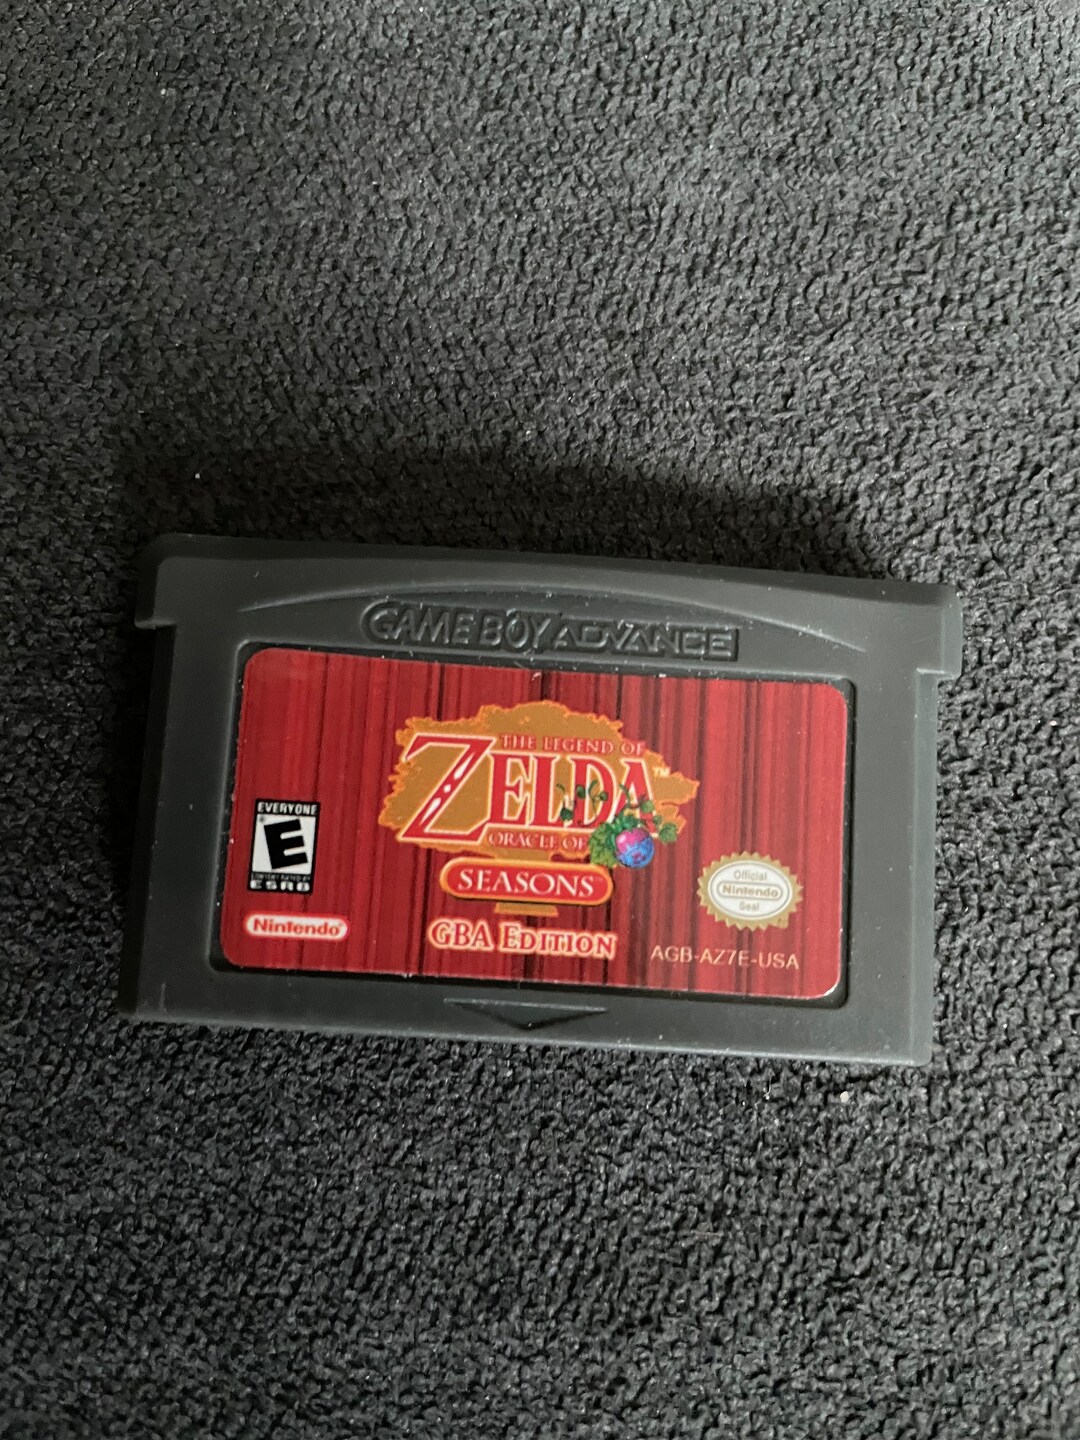 GAME BOY ADVANCE
THE LEGEND OF
ZELDA™
ORACLE OF
SEASONS
GBA EDITION
EVERYONE
E
CONTENT RATED BY
ESRB
Nintendo®
Official
Nintendo
Seal
AGB-AZ7E-USA